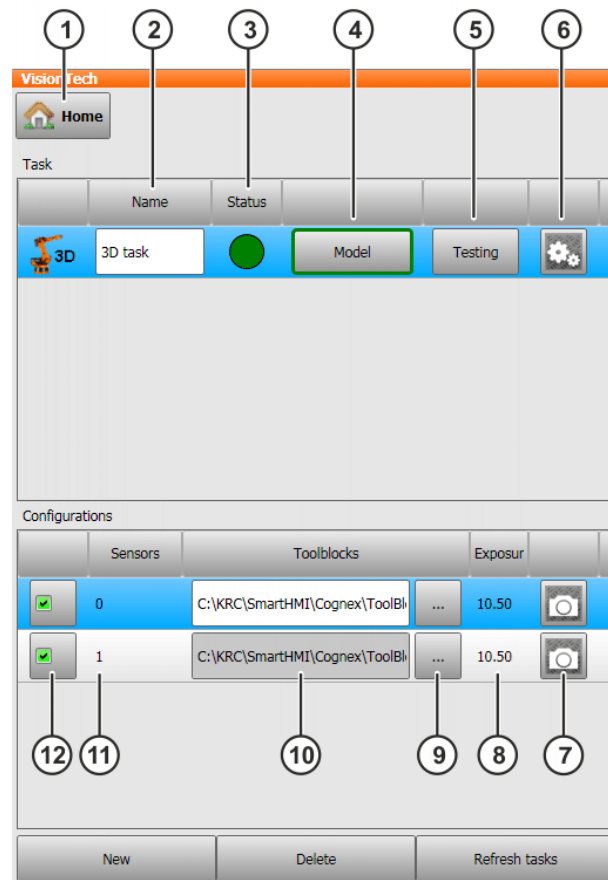 1 2 3 4 5 6
VisionTech
Home
Task
Name Status
3D 3D task Model Testing
Configurations
Sensors Toolblocks Exposur
0 C:\KRC\SmartHMI\Cognex\ToolBl ... 10.50
1 C:\KRC\SmartHMI\Cognex\ToolBl ... 10.50
12 11 10 9 8 7
New Delete Refresh tasks